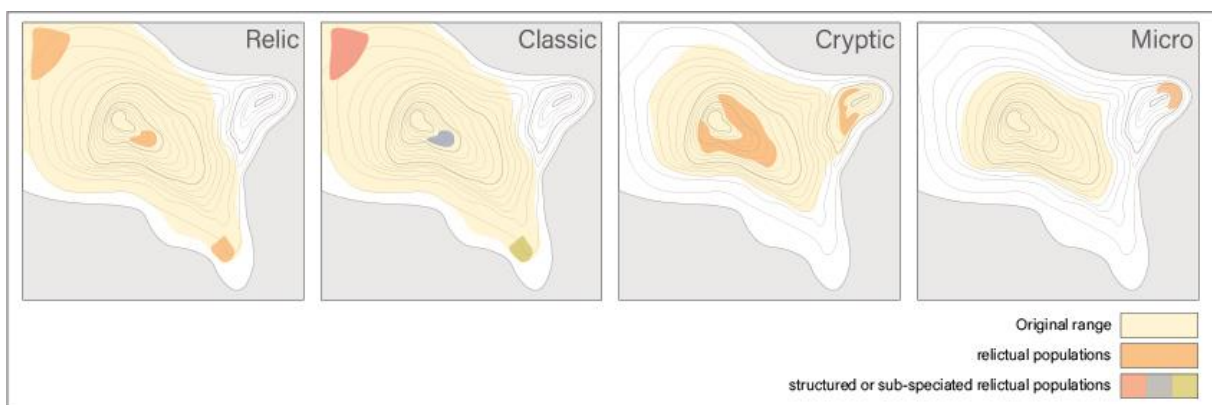 Relic
Classic
Cryptic
Micro
Original range
relictual populations
structured or sub-speciated relictual populations